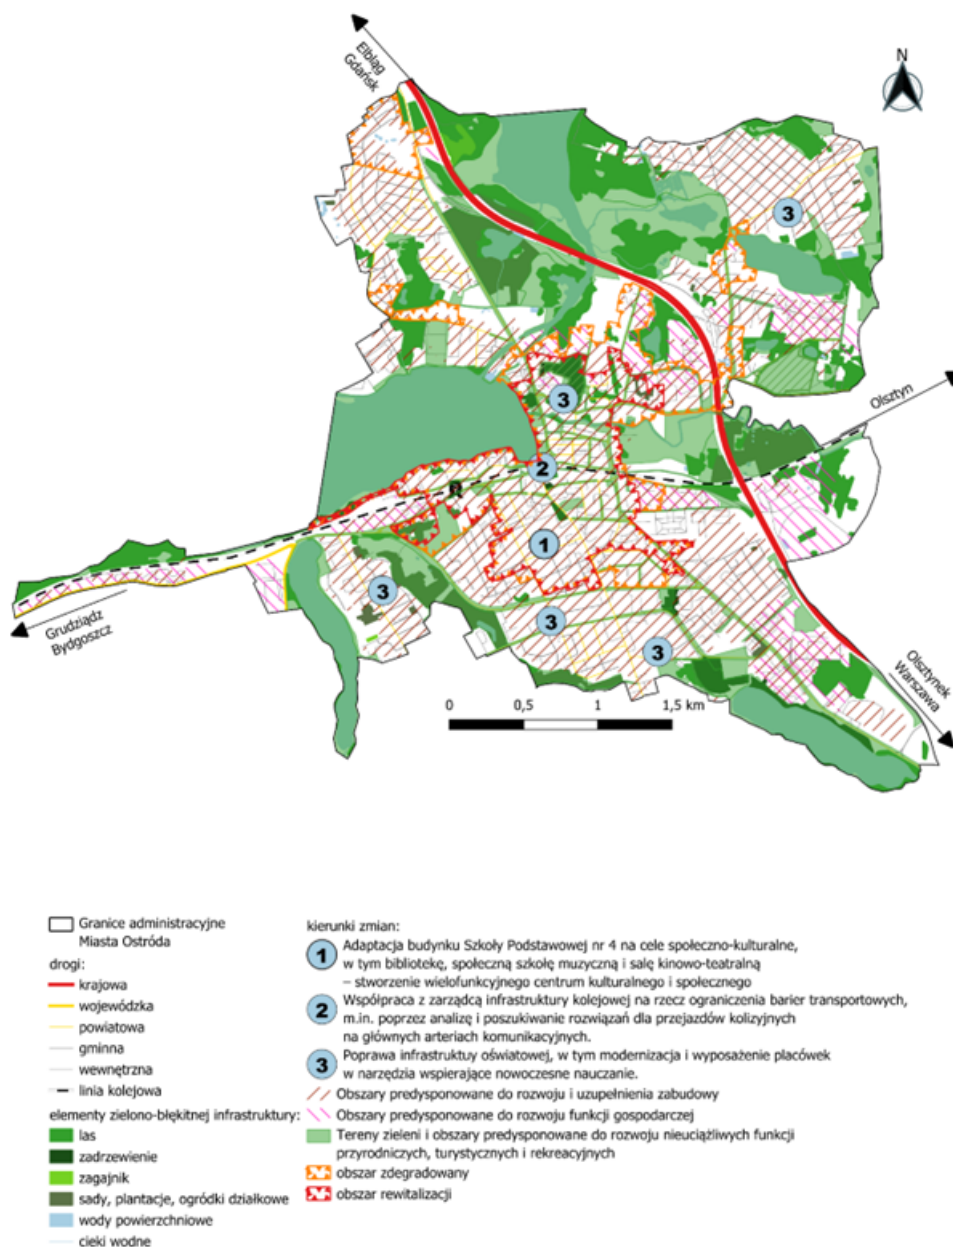 Elbląg
Gdańsk
N
3
Olsztyn
3
2
1
3
3
3
Grudziądz
Bydgoszcz
Olsztynek
Warszawa
0 0,5 1 1,5 km
Granice administracyjne
Miasta Ostróda
drogi:
krajowa
wojewódzka
powiatowa
gminna
wewnętrzna
linia kolejowa
elementy zielono-błękitnej infrastruktury:
las
zadrzewienie
zagajnik
sady, plantacje, ogródki działkowe
wody powierzchniowe
cieki wodne
kierunki zmian:
1 Adaptacja budynku Szkoły Podstawowej nr 4 na cele społeczno-kulturalne,
w tym bibliotekę, społeczną szkołę muzyczną i salę kinowo-teatralną
– stworzenie wielofunkcyjnego centrum kulturalnego i społecznego
2 Współpraca z zarządcą infrastruktury kolejowej na rzecz ograniczenia barier transportowych,
m.in. poprzez analizę i poszukiwanie rozwiązań dla przejazdów kolizyjnych
na głównych arteriach komunikacyjnych.
3 Poprawa infrastruktuy oświatowej, w tym modernizacja i wyposażenie placówek
w narzędzia wspierające nowoczesne nauczanie.
Obszary predysponowane do rozwoju i uzupełnienia zabudowy
Obszary predysponowane do rozwoju funkcji gospodarczej
Tereny zieleni i obszary predysponowane do rozwoju nieuciążliwych funkcji
przyrodniczych, turystycznych i rekreacyjnych
obszar zdegradowany
obszar rewitalizacji